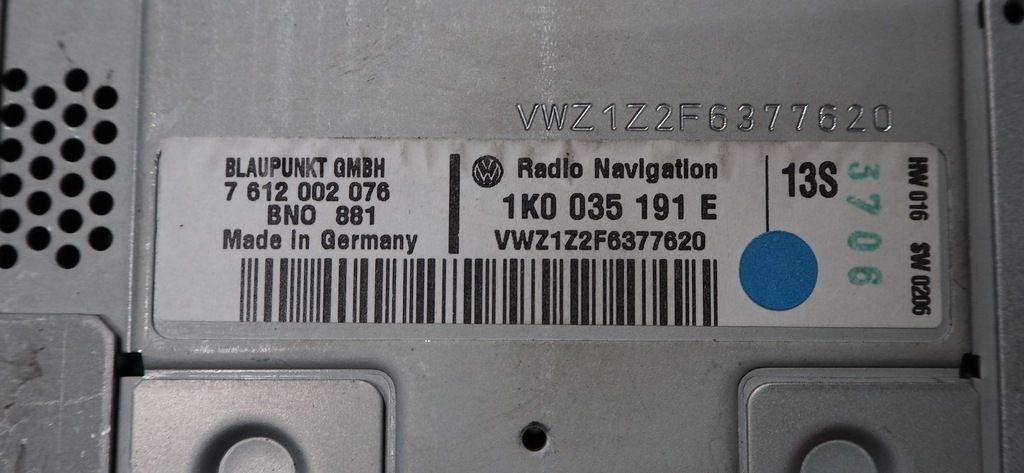 VWZ1Z2F6377620
BLAUPUNKT GMBH
7 612 002 076
BNO 881
Made in Germany
Radio Navigation
1K0 035 191 E
VWZ1Z2F6377620
13S
3706
HW 016 SW 0206